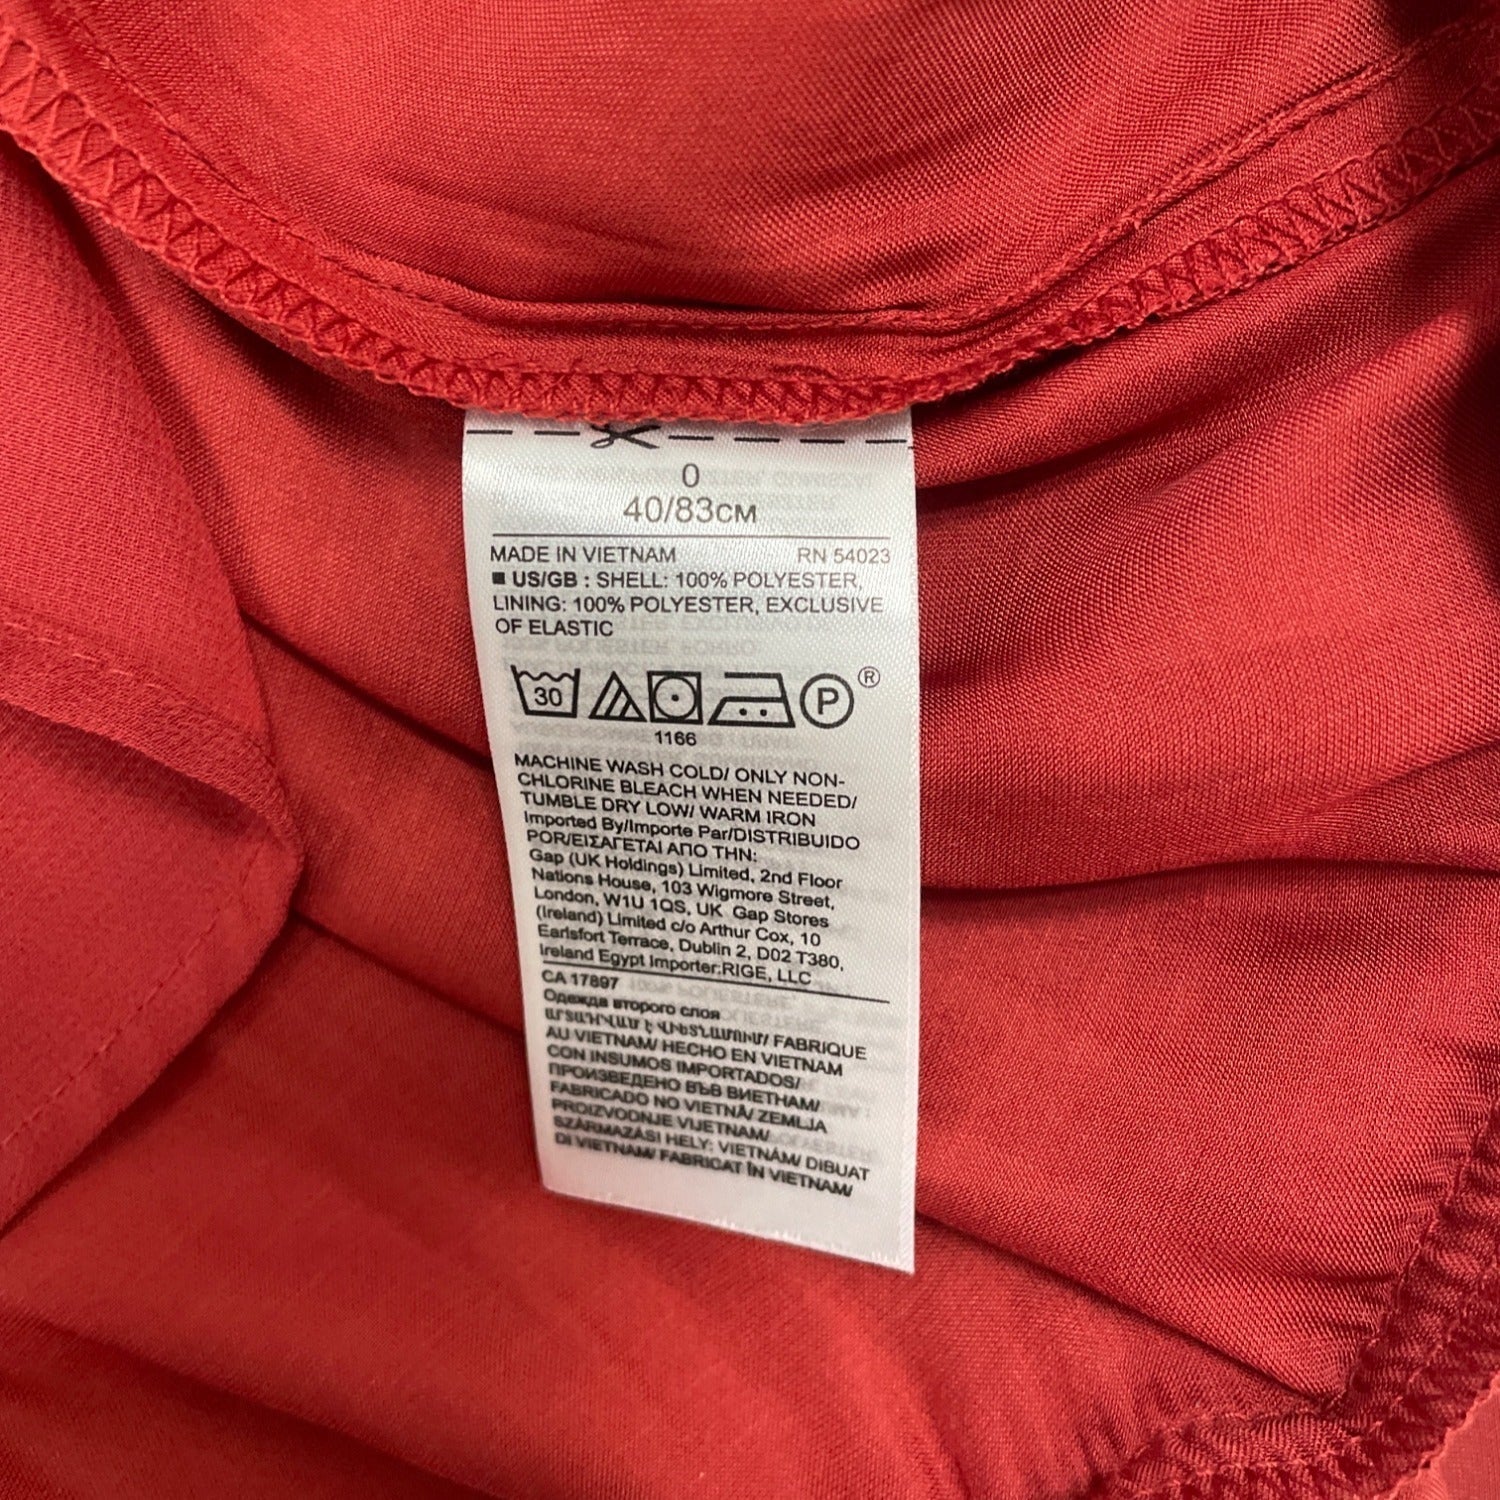 0
40/83CM
MADE IN VIETNAM RN 54023
■ US/GB : SHELL: 100% POLYESTER,
LINING: 100% POLYESTER, EXCLUSIVE
OF ELASTIC
30 P ®
1166
MACHINE WASH COLD/ ONLY NON-
CHLORINE BLEACH WHEN NEEDED/
TUMBLE DRY LOW/ WARM IRON
Imported By/Importe Par/DISTRIBUIDO
POR/ΕΙΣΑΓΕΤΑΙ ΑΠΟ ΤΗΝ:
Gap (UK Holdings) Limited, 2nd Floor
Nations House, 103 Wigmore Street,
London, W1U 1QS, UK Gap Stores
(Ireland) Limited c/o Arthur Cox, 10
Earlsfort Terrace, Dublin 2, D02 T380,
Ireland Egypt Importer:RIGE, LLC
CA 17897
Одежда второго слоя
FABRIQUE
AU VIETNAM/ HECHO EN VIETNAM
CON INSUMOS IMPORTADOS/
ПРОИЗВЕДЕНО ВЪВ ВИЕТНАМ/
FABRICADO NO VIETNÃ/ ZEMLJA
PROIZVODNJE VIJETNAM/
SZÁRMAZÁSI HELY: VIETNÁM/ DIBUAT
DI VIETNAM/ FABRICAT ÎN VIETNAM/